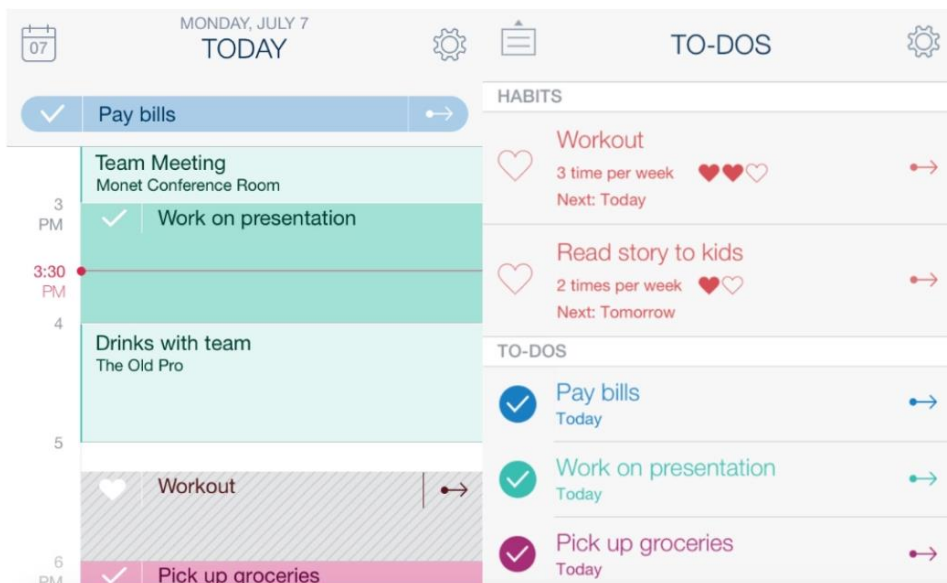 MONDAY, JULY 7
TODAY
07
Pay bills
Team Meeting
Monet Conference Room
3
PM
Work on presentation
3:30
PM
4
Drinks with team
The Old Pro
5
Workout
6
PM
Pick up groceries
TO-DOS
HABITS
Workout
3 time per week
Next: Today
Read story to kids
2 times per week
Next: Tomorrow
TO-DOS
Pay bills
Today
Work on presentation
Today
Pick up groceries
Today